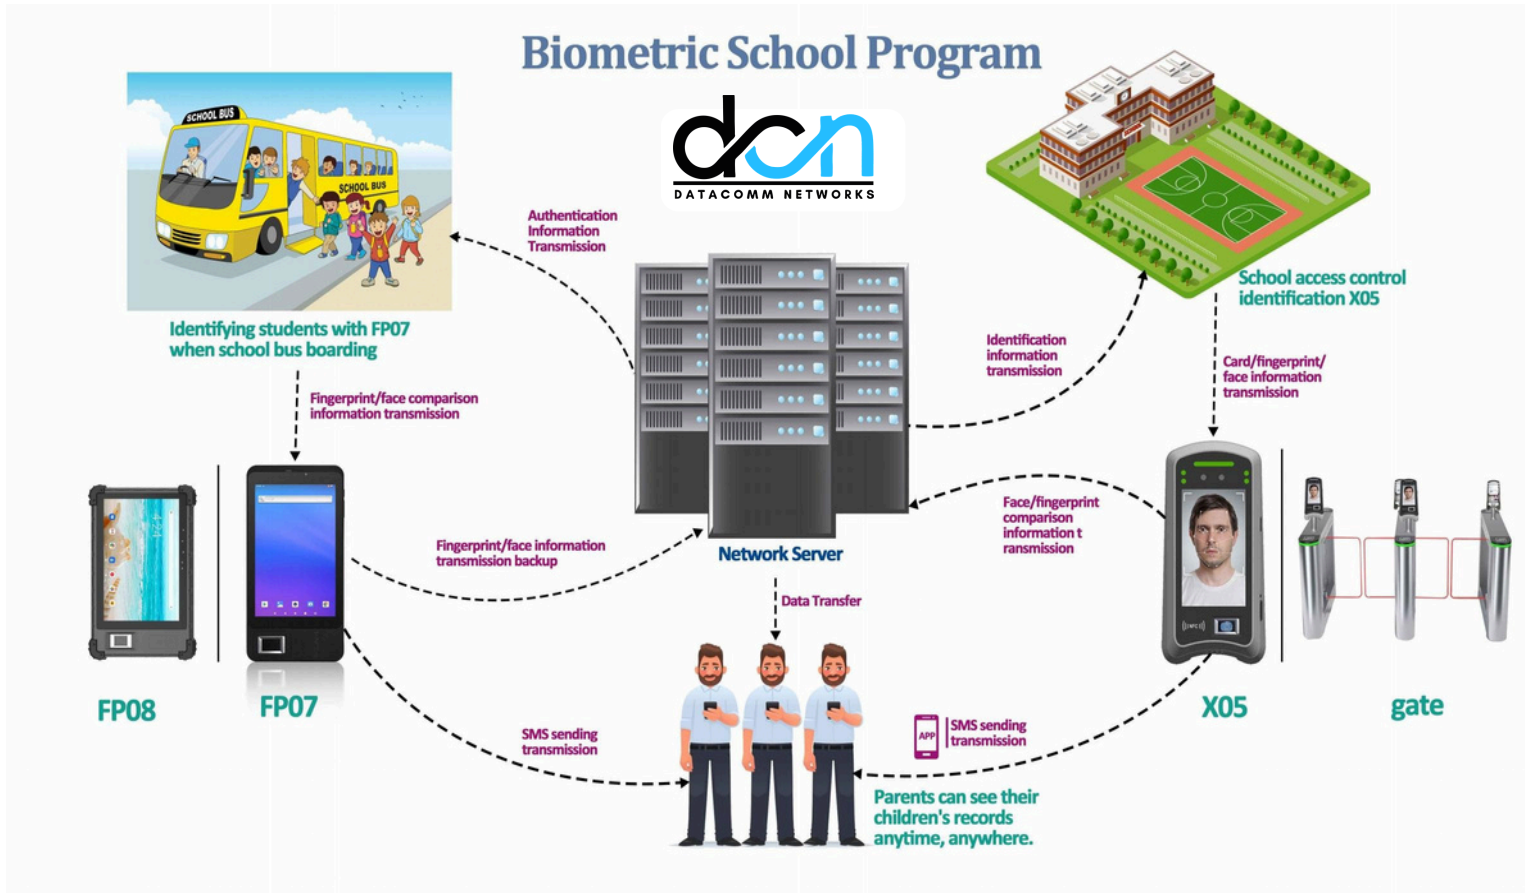 Biometric School Program
dcn
DATACOMM NETWORKS
SCHOOL BUS
SCHOOL BUS
Identifying students with FP07
when school bus boarding
Authentication
Information
Transmission
School access control
identification X05
Identification
information
transmission
Card/fingerprint/
face information
transmission
Fingerprint/face comparison
information transmission
Fingerprint/face information
transmission backup
Network Server
Face/fingerprint
comparison
information t
ransmission
Data Transfer
FP08
FP07
X05
gate
SMS sending
transmission
APP
SMS sending
transmission
Parents can see their
children's records
anytime, anywhere.